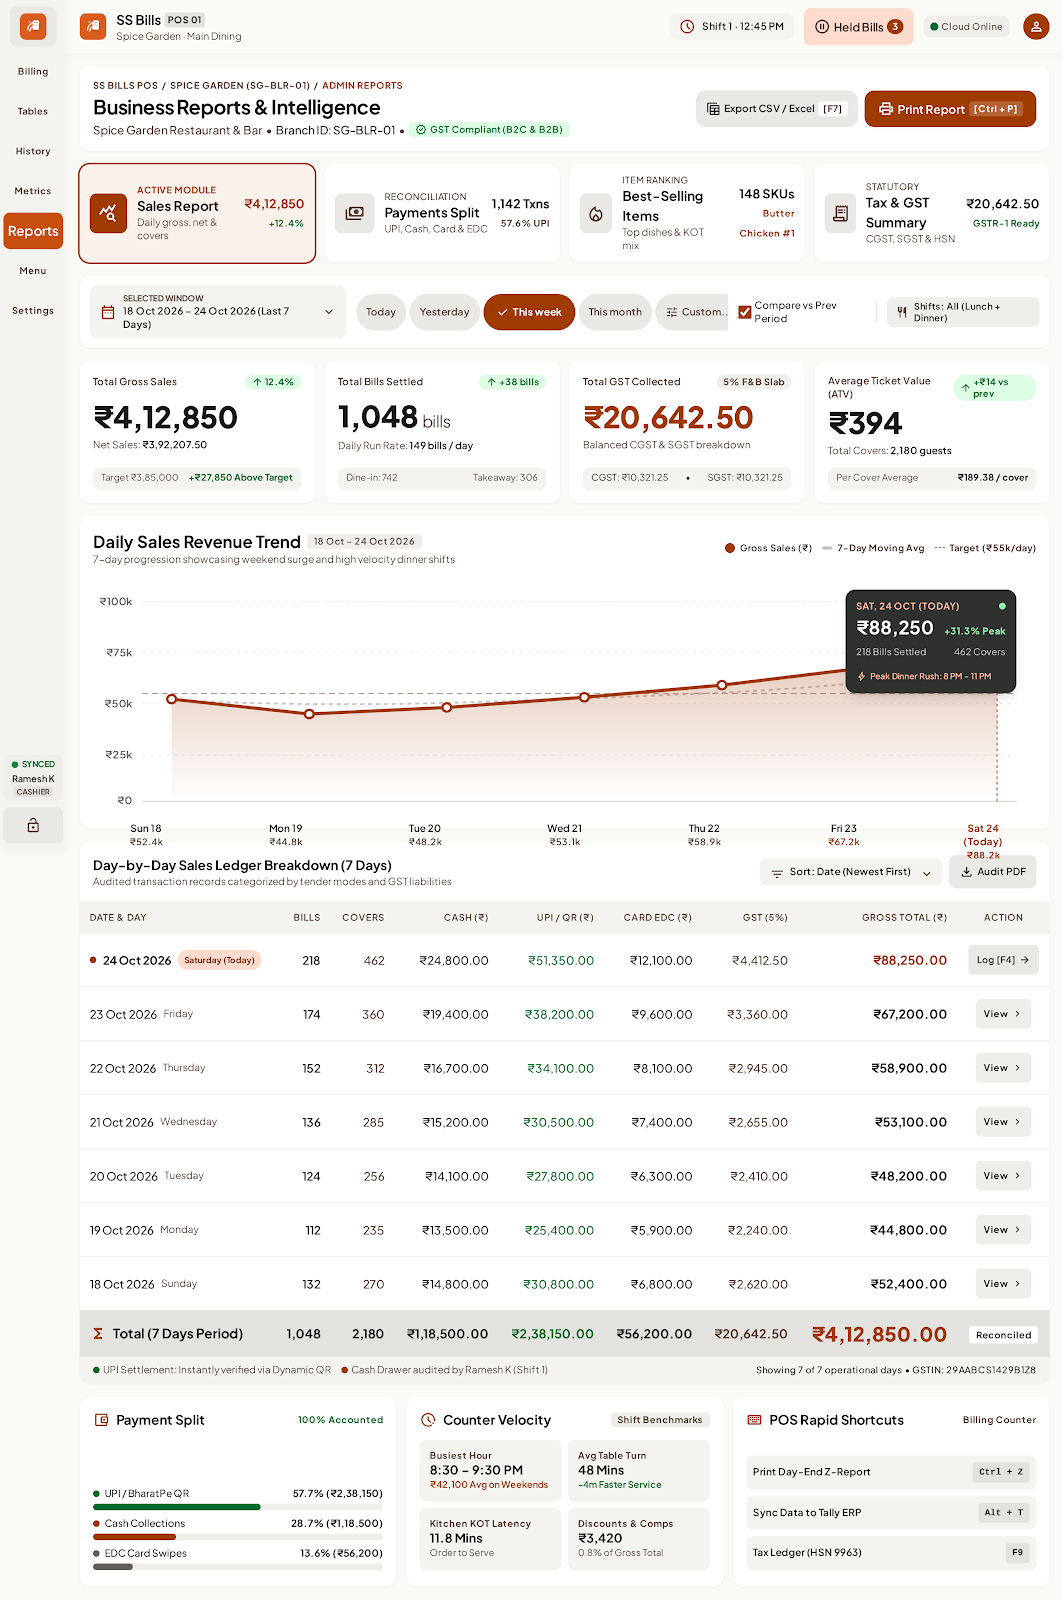 SS Bills POS 01
Spice Garden · Main Dining
Shift 1 · 12:45 PM
Held Bills 3
Cloud Online
Billing
Tables
History
Metrics
Reports
Menu
Settings
SYNCED
Ramesh K
CASHIER
SS BILLS POS / SPICE GARDEN (SG-BLR-01) / ADMIN REPORTS
Business Reports & Intelligence
Spice Garden Restaurant & Bar • Branch ID: SG-BLR-01 • GST Compliant (B2C & B2B)
Export CSV / Excel [F7]
Print Report [Ctrl + P]
ACTIVE MODULE
Sales Report
Daily gross, net &
covers
₹4,12,850
+12.4%
RECONCILIATION
Payments Split
UPI, Cash, Card & EDC
1,142 Txns
57.6% UPI
ITEM RANKING
Best-Selling
Items
Top dishes & KOT
mix
148 SKUs
Butter
Chicken #1
STATUTORY
Tax & GST
Summary
CGST, SGST & HSN
₹20,642.50
GSTR-1 Ready
SELECTED WINDOW
18 Oct 2026 – 24 Oct 2026 (Last 7
Days)
Today
Yesterday
This week
This month
Custom..
Compare vs Prev
Period
Shifts: All (Lunch +
Dinner)
Total Gross Sales
12.4%
₹4,12,850
Net Sales: ₹3,92,207.50
Target ₹3,85,000 +₹27,850 Above Target
Total Bills Settled
+38 bills
1,048 bills
Daily Run Rate: 149 bills / day
Dine-in: 742 Takeaway: 306
Total GST Collected
5% F&B Slab
₹20,642.50
Balanced CGST & SGST breakdown
CGST: ₹10,321.25 • SGST: ₹10,321.25
Average Ticket Value
(ATV)
+₹14 vs
prev
₹394
Total Covers: 2,180 guests
Per Cover Average ₹189.38 / cover
Daily Sales Revenue Trend 18 Oct – 24 Oct 2026
7-day progression showcasing weekend surge and high velocity dinner shifts
Gross Sales (₹) 7-Day Moving Avg Target (₹55k/day)
₹100k
₹75k
₹50k
₹25k
₹0
SAT, 24 OCT (TODAY)
₹88,250 +31.3% Peak
218 Bills Settled 462 Covers
Peak Dinner Rush: 8 PM – 11 PM
Sun 18
₹52.4k
Mon 19
₹44.8k
Tue 20
₹48.2k
Wed 21
₹53.1k
Thu 22
₹58.9k
Fri 23
₹67.2k
Sat 24
(Today)
₹88.2k
Day-by-Day Sales Ledger Breakdown (7 Days)
Audited transaction records categorized by tender modes and GST liabilities
Sort: Date (Newest First)
Audit PDF
DATE & DAY BILLS COVERS CASH (₹) UPI / QR (₹) CARD EDC (₹) GST (5%) GROSS TOTAL (₹) ACTION
24 Oct 2026 Saturday (Today) 218 462 ₹24,800.00 ₹51,350.00 ₹12,100.00 ₹4,412.50 ₹88,250.00 Log [F4] →
23 Oct 2026 Friday 174 360 ₹19,400.00 ₹38,200.00 ₹9,600.00 ₹3,360.00 ₹67,200.00 View
22 Oct 2026 Thursday 152 312 ₹16,700.00 ₹34,100.00 ₹8,100.00 ₹2,945.00 ₹58,900.00 View
21 Oct 2026 Wednesday 136 285 ₹15,200.00 ₹30,500.00 ₹7,400.00 ₹2,655.00 ₹53,100.00 View
20 Oct 2026 Tuesday 124 256 ₹14,100.00 ₹27,800.00 ₹6,300.00 ₹2,410.00 ₹48,200.00 View
19 Oct 2026 Monday 112 235 ₹13,500.00 ₹25,400.00 ₹5,900.00 ₹2,240.00 ₹44,800.00 View
18 Oct 2026 Sunday 132 270 ₹14,800.00 ₹30,800.00 ₹6,800.00 ₹2,620.00 ₹52,400.00 View
Σ Total (7 Days Period) 1,048 2,180 ₹1,18,500.00 ₹2,38,150.00 ₹56,200.00 ₹20,642.50 ₹4,12,850.00 Reconciled
UPI Settlement: Instantly verified via Dynamic QR Cash Drawer audited by Ramesh K (Shift 1)
Showing 7 of 7 operational days • GSTIN: 29AABCS1429B1Z8
Payment Split 100% Accounted
UPI / BharatPe QR 57.7% (₹2,38,150)
Cash Collections 28.7% (₹1,18,500)
EDC Card Swipes 13.6% (₹56,200)
Counter Velocity Shift Benchmarks
Busiest Hour
8:30 – 9:30 PM
₹42,100 Avg on Weekends
Avg Table Turn
48 Mins
-4m Faster Service
Kitchen KOT Latency
11.8 Mins
Order to Serve
Discounts & Comps
₹3,420
0.8% of Gross Total
POS Rapid Shortcuts Billing Counter
Print Day-End Z-Report Ctrl + Z
Sync Data to Tally ERP Alt + T
Tax Ledger (HSN 9963) F9